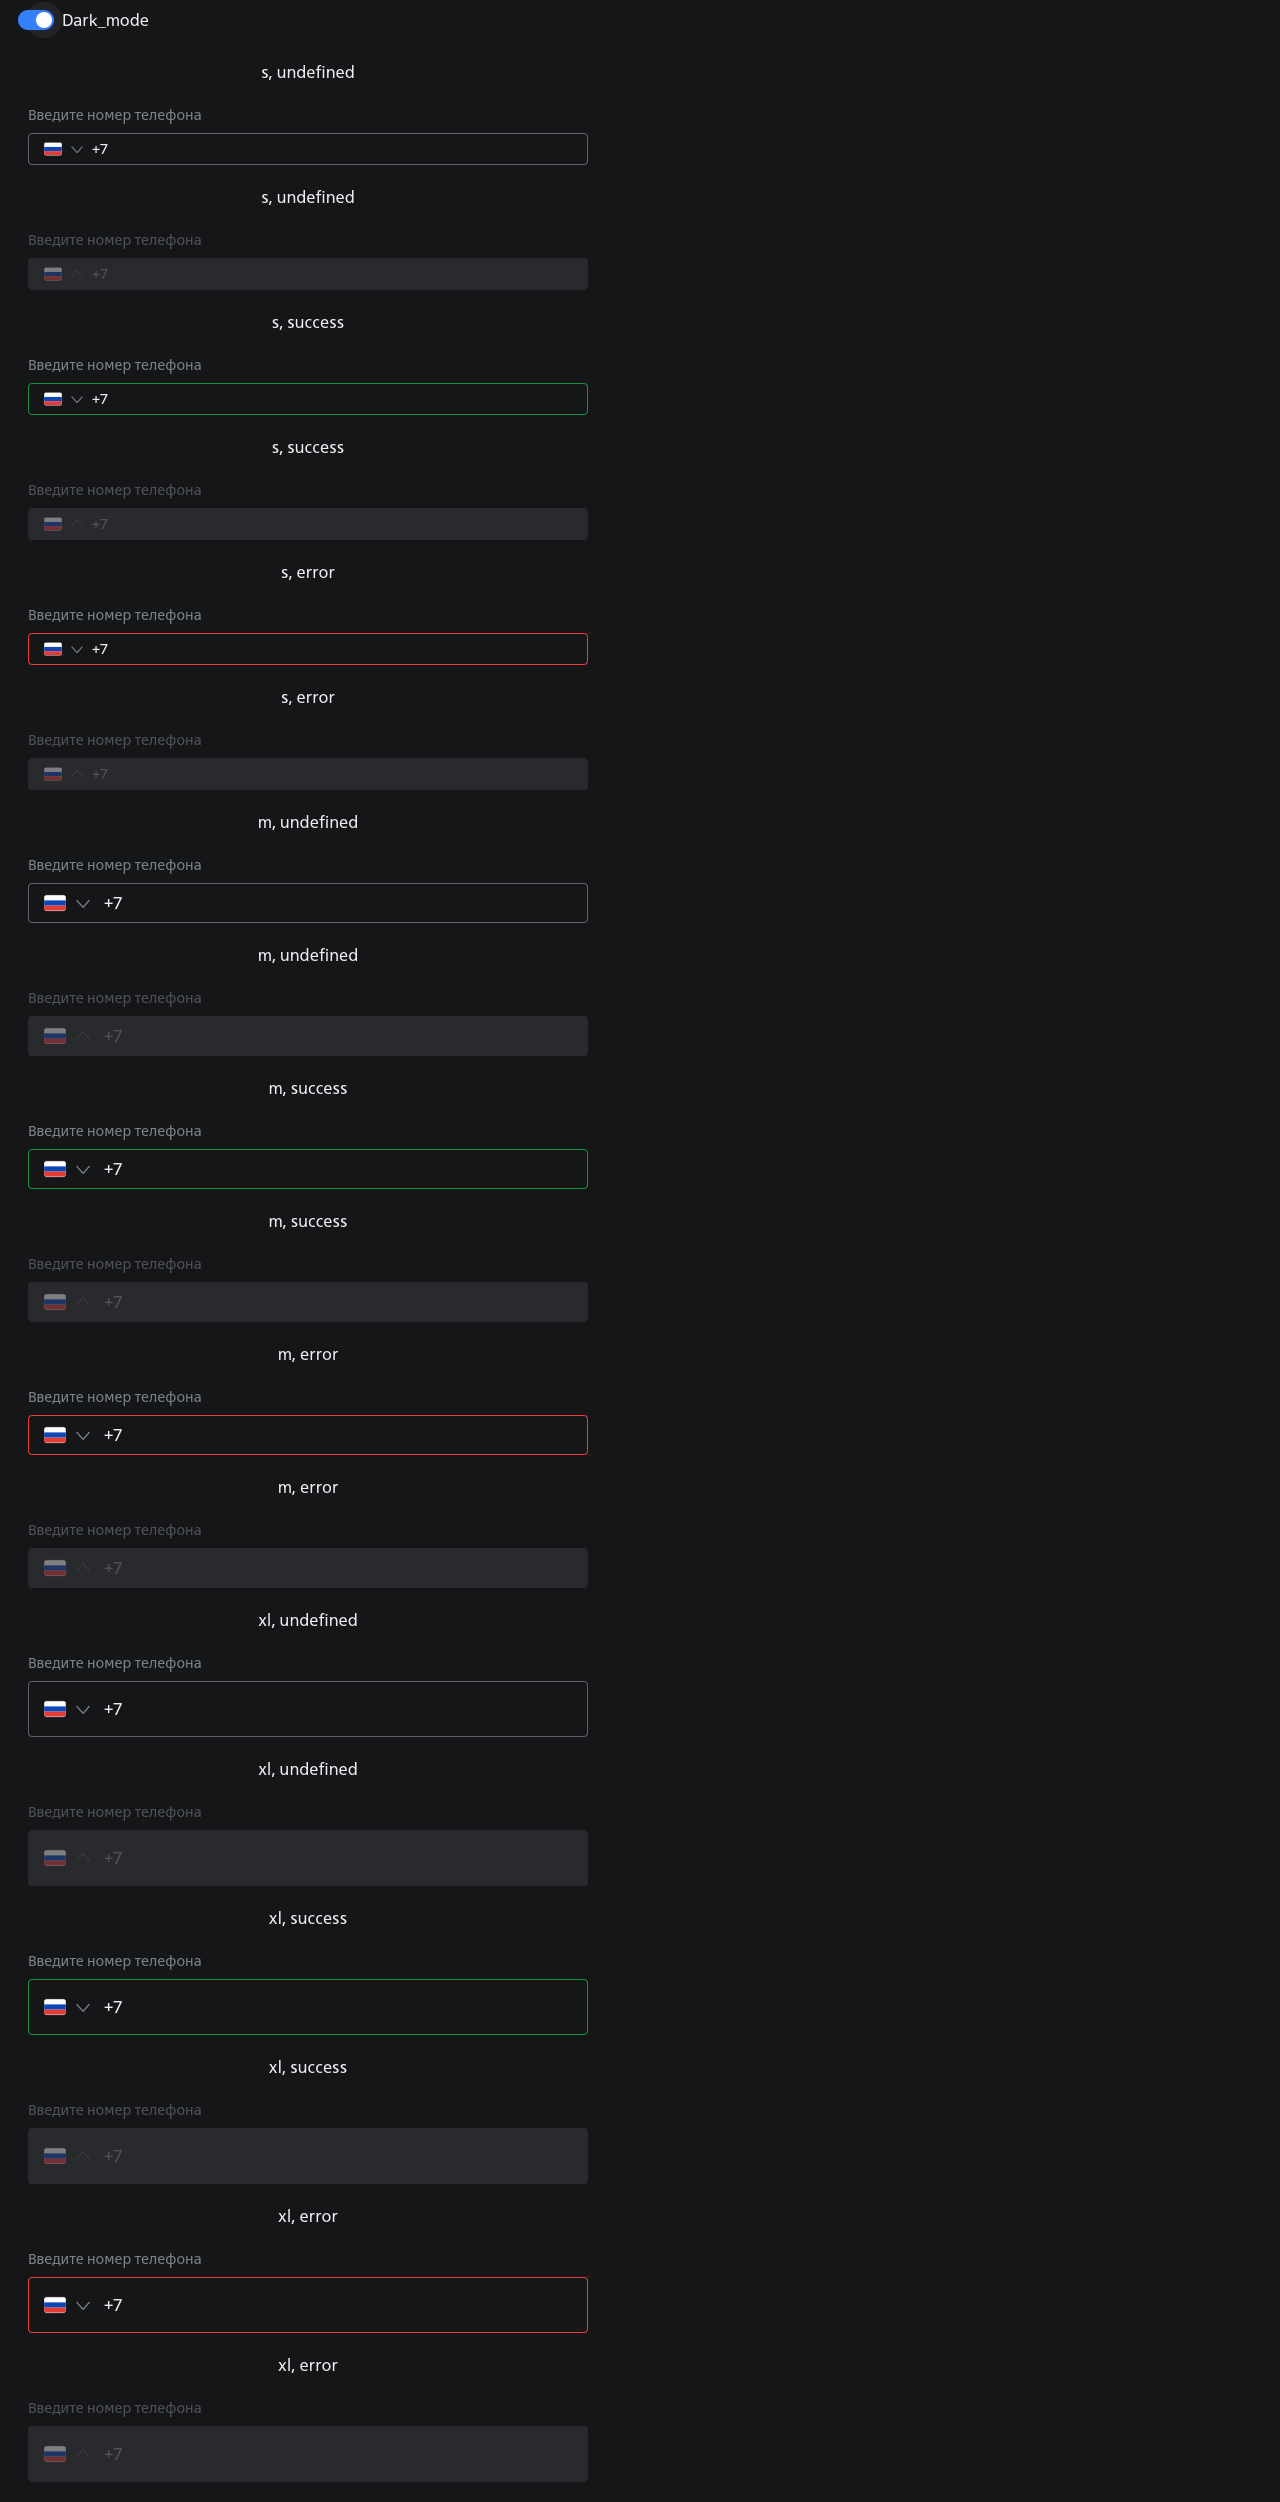 Dark_mode
s, undefined
Введите номер телефона
+7
s, undefined
Введите номер телефона
+7
s, success
Введите номер телефона
+7
s, success
Введите номер телефона
+7
s, error
Введите номер телефона
+7
s, error
Введите номер телефона
+7
m, undefined
Введите номер телефона
+7
m, undefined
Введите номер телефона
+7
m, success
Введите номер телефона
+7
m, success
Введите номер телефона
+7
m, error
Введите номер телефона
+7
m, error
Введите номер телефона
+7
xl, undefined
Введите номер телефона
+7
xl, undefined
Введите номер телефона
+7
xl, success
Введите номер телефона
+7
xl, success
Введите номер телефона
+7
xl, error
Введите номер телефона
+7
xl, error
Введите номер телефона
+7